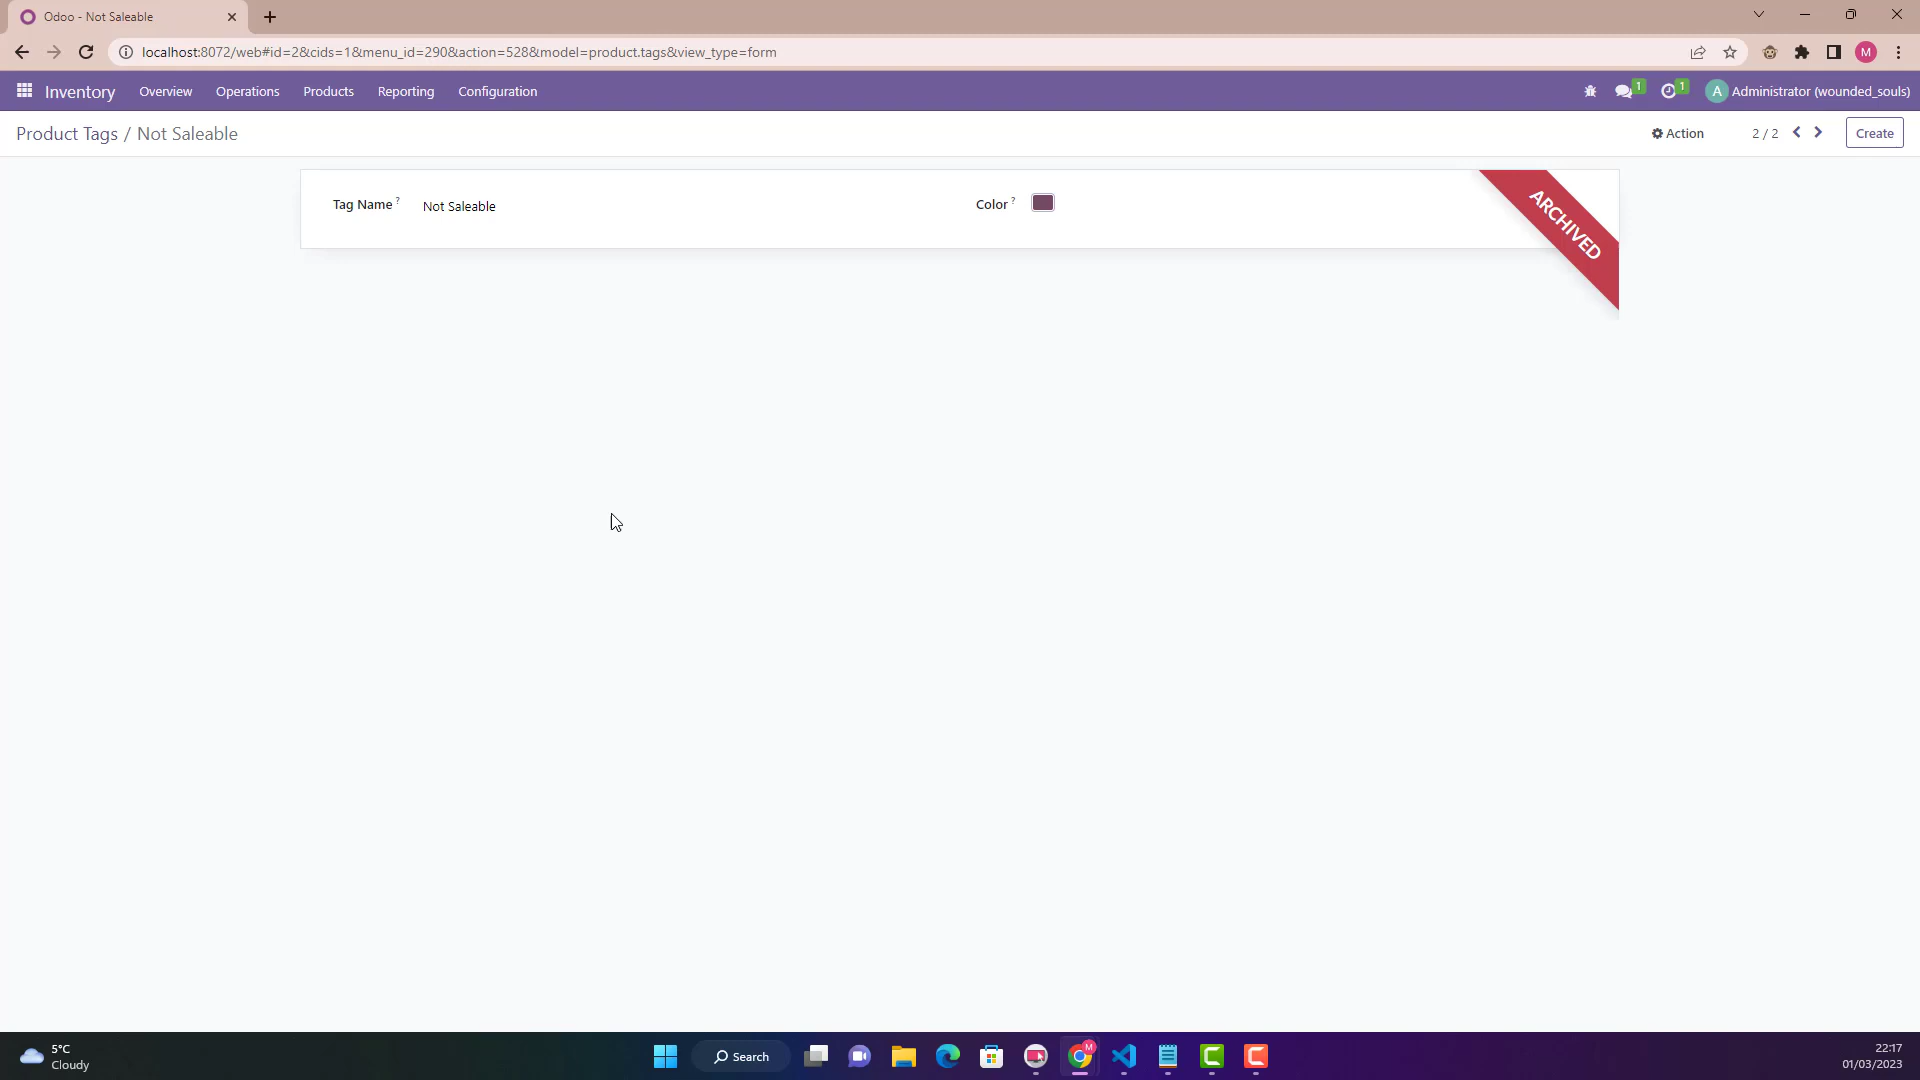 Odoo - Not Saleable
localhost:8072/web#id=2&cids=1&menu_id=290&action=528&model=product.tags&view_type=form
M
Inventory Overview Operations Products Reporting Configuration
1 1 A Administrator (wounded_souls)
Product Tags / Not Saleable
Action 2 / 2 Create
Tag Name ? Not Saleable
Color ?
ARCHIVED
5°C
Cloudy
Search
M
22:17
01/03/2023